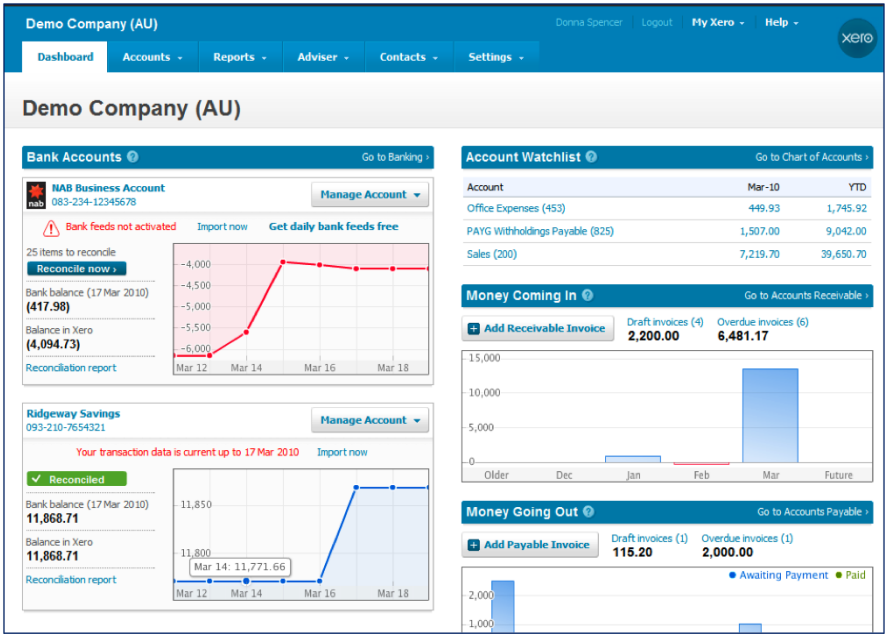 Demo Company (AU)
Donna Spencer Logout My Xero Help
xero
Dashboard Accounts Reports Adviser Contacts Settings
Demo Company (AU)
Bank Accounts ? Go to Banking ›
nab
NAB Business Account
083-234-12345678
Manage Account
Bank feeds not activated Import now Get daily bank feeds free
25 items to reconcile
Reconcile now ›
Bank balance (17 Mar 2010)
(417.98)
Balance in Xero
(4,094.73)
Reconciliation report
-4,000
-4,500
-5,000
-5,500
-6,000
Mar 12 Mar 14 Mar 16 Mar 18
Ridgeway Savings
093-210-7654321
Manage Account
Your transaction data is current up to 17 Mar 2010 Import now
Reconciled
Bank balance (17 Mar 2010)
11,868.71
Balance in Xero
11,868.71
Reconciliation report
11,850
11,800
Mar 14: 11,771.66
Mar 12 Mar 14 Mar 16 Mar 18
Account Watchlist ? Go to Chart of Accounts ›
Account Mar-10 YTD
Office Expenses (453) 449.93 1,745.92
PAYG Withholdings Payable (825) 1,507.00 9,042.00
Sales (200) 7,219.70 39,650.70
Money Coming In ? Go to Accounts Receivable ›
Add Receivable Invoice
Draft invoices (4) Overdue invoices (6)
2,200.00 6,481.17
15,000
10,000
5,000
0
Older Dec Jan Feb Mar Future
Money Going Out ? Go to Accounts Payable ›
Add Payable Invoice
Draft invoices (1) Overdue invoices (1)
115.20 2,000.00
Awaiting Payment Paid
2,000
1,000